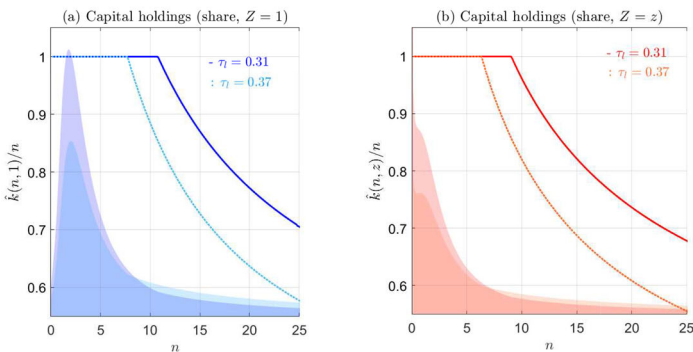 (a) Capital holdings (share, Z = 1)
1
0.9
0.8
0.7
0.6
k̂(n, 1)/n
- τ_l = 0.31
: τ_l = 0.37
0
5
10
15
20
25
n
(b) Capital holdings (share, Z = z)
1
0.9
0.8
0.7
0.6
k̂(n, z)/n
- τ_l = 0.31
: τ_l = 0.37
0
5
10
15
20
25
n